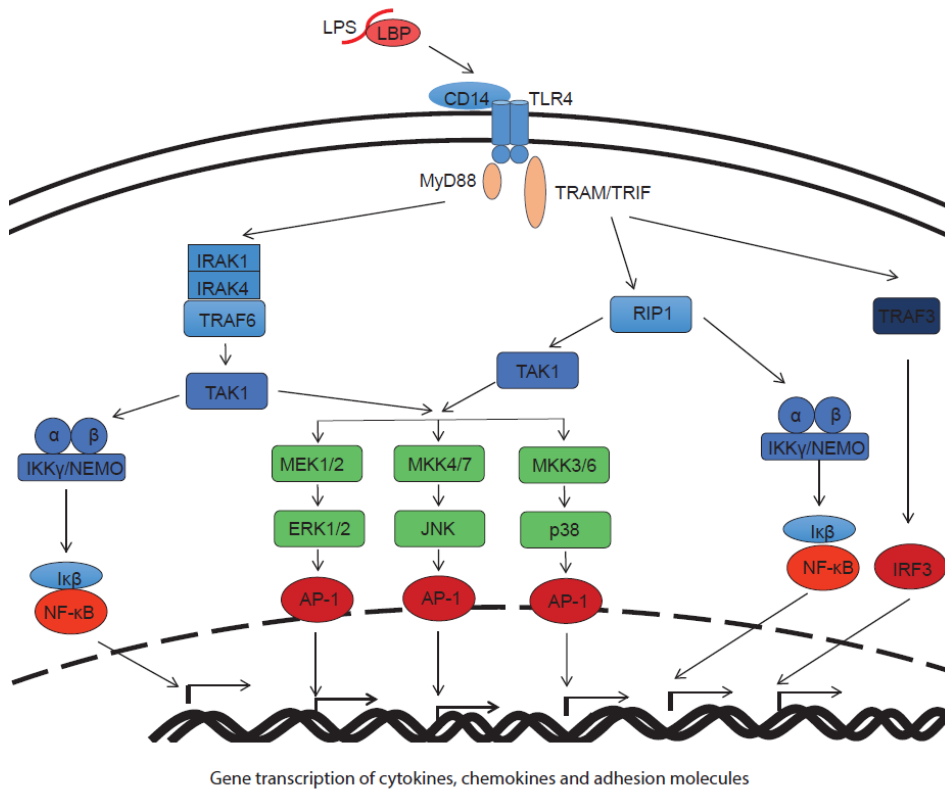 LPS
LBP
CD14
TLR4
MyD88
TRAM/TRIF
IRAK1
IRAK4
TRAF6
RIP1
TRAF3
TAK1
TAK1
α β
IKKγ/NEMO
MEK1/2
MKK4/7
MKK3/6
α β
IKKγ/NEMO
ERK1/2
JNK
p38
Iκβ
NF-κB
IRF3
Iκβ
NF-κB
AP-1
AP-1
AP-1
Gene transcription of cytokines, chemokines and adhesion molecules